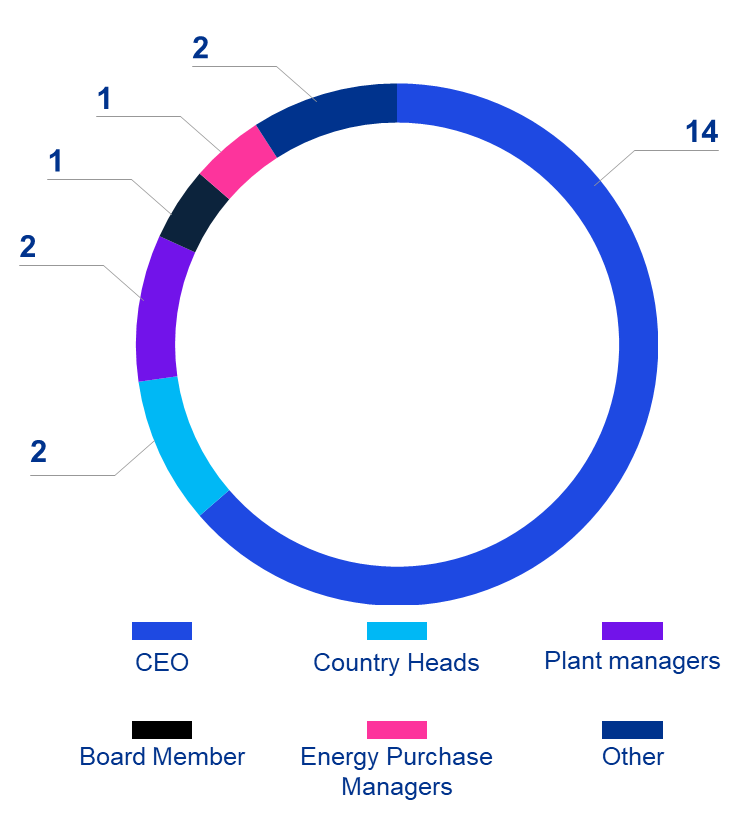 2
1
14
1
2
2
CEO
Country Heads
Plant managers
Board Member
Energy Purchase
Managers
Other